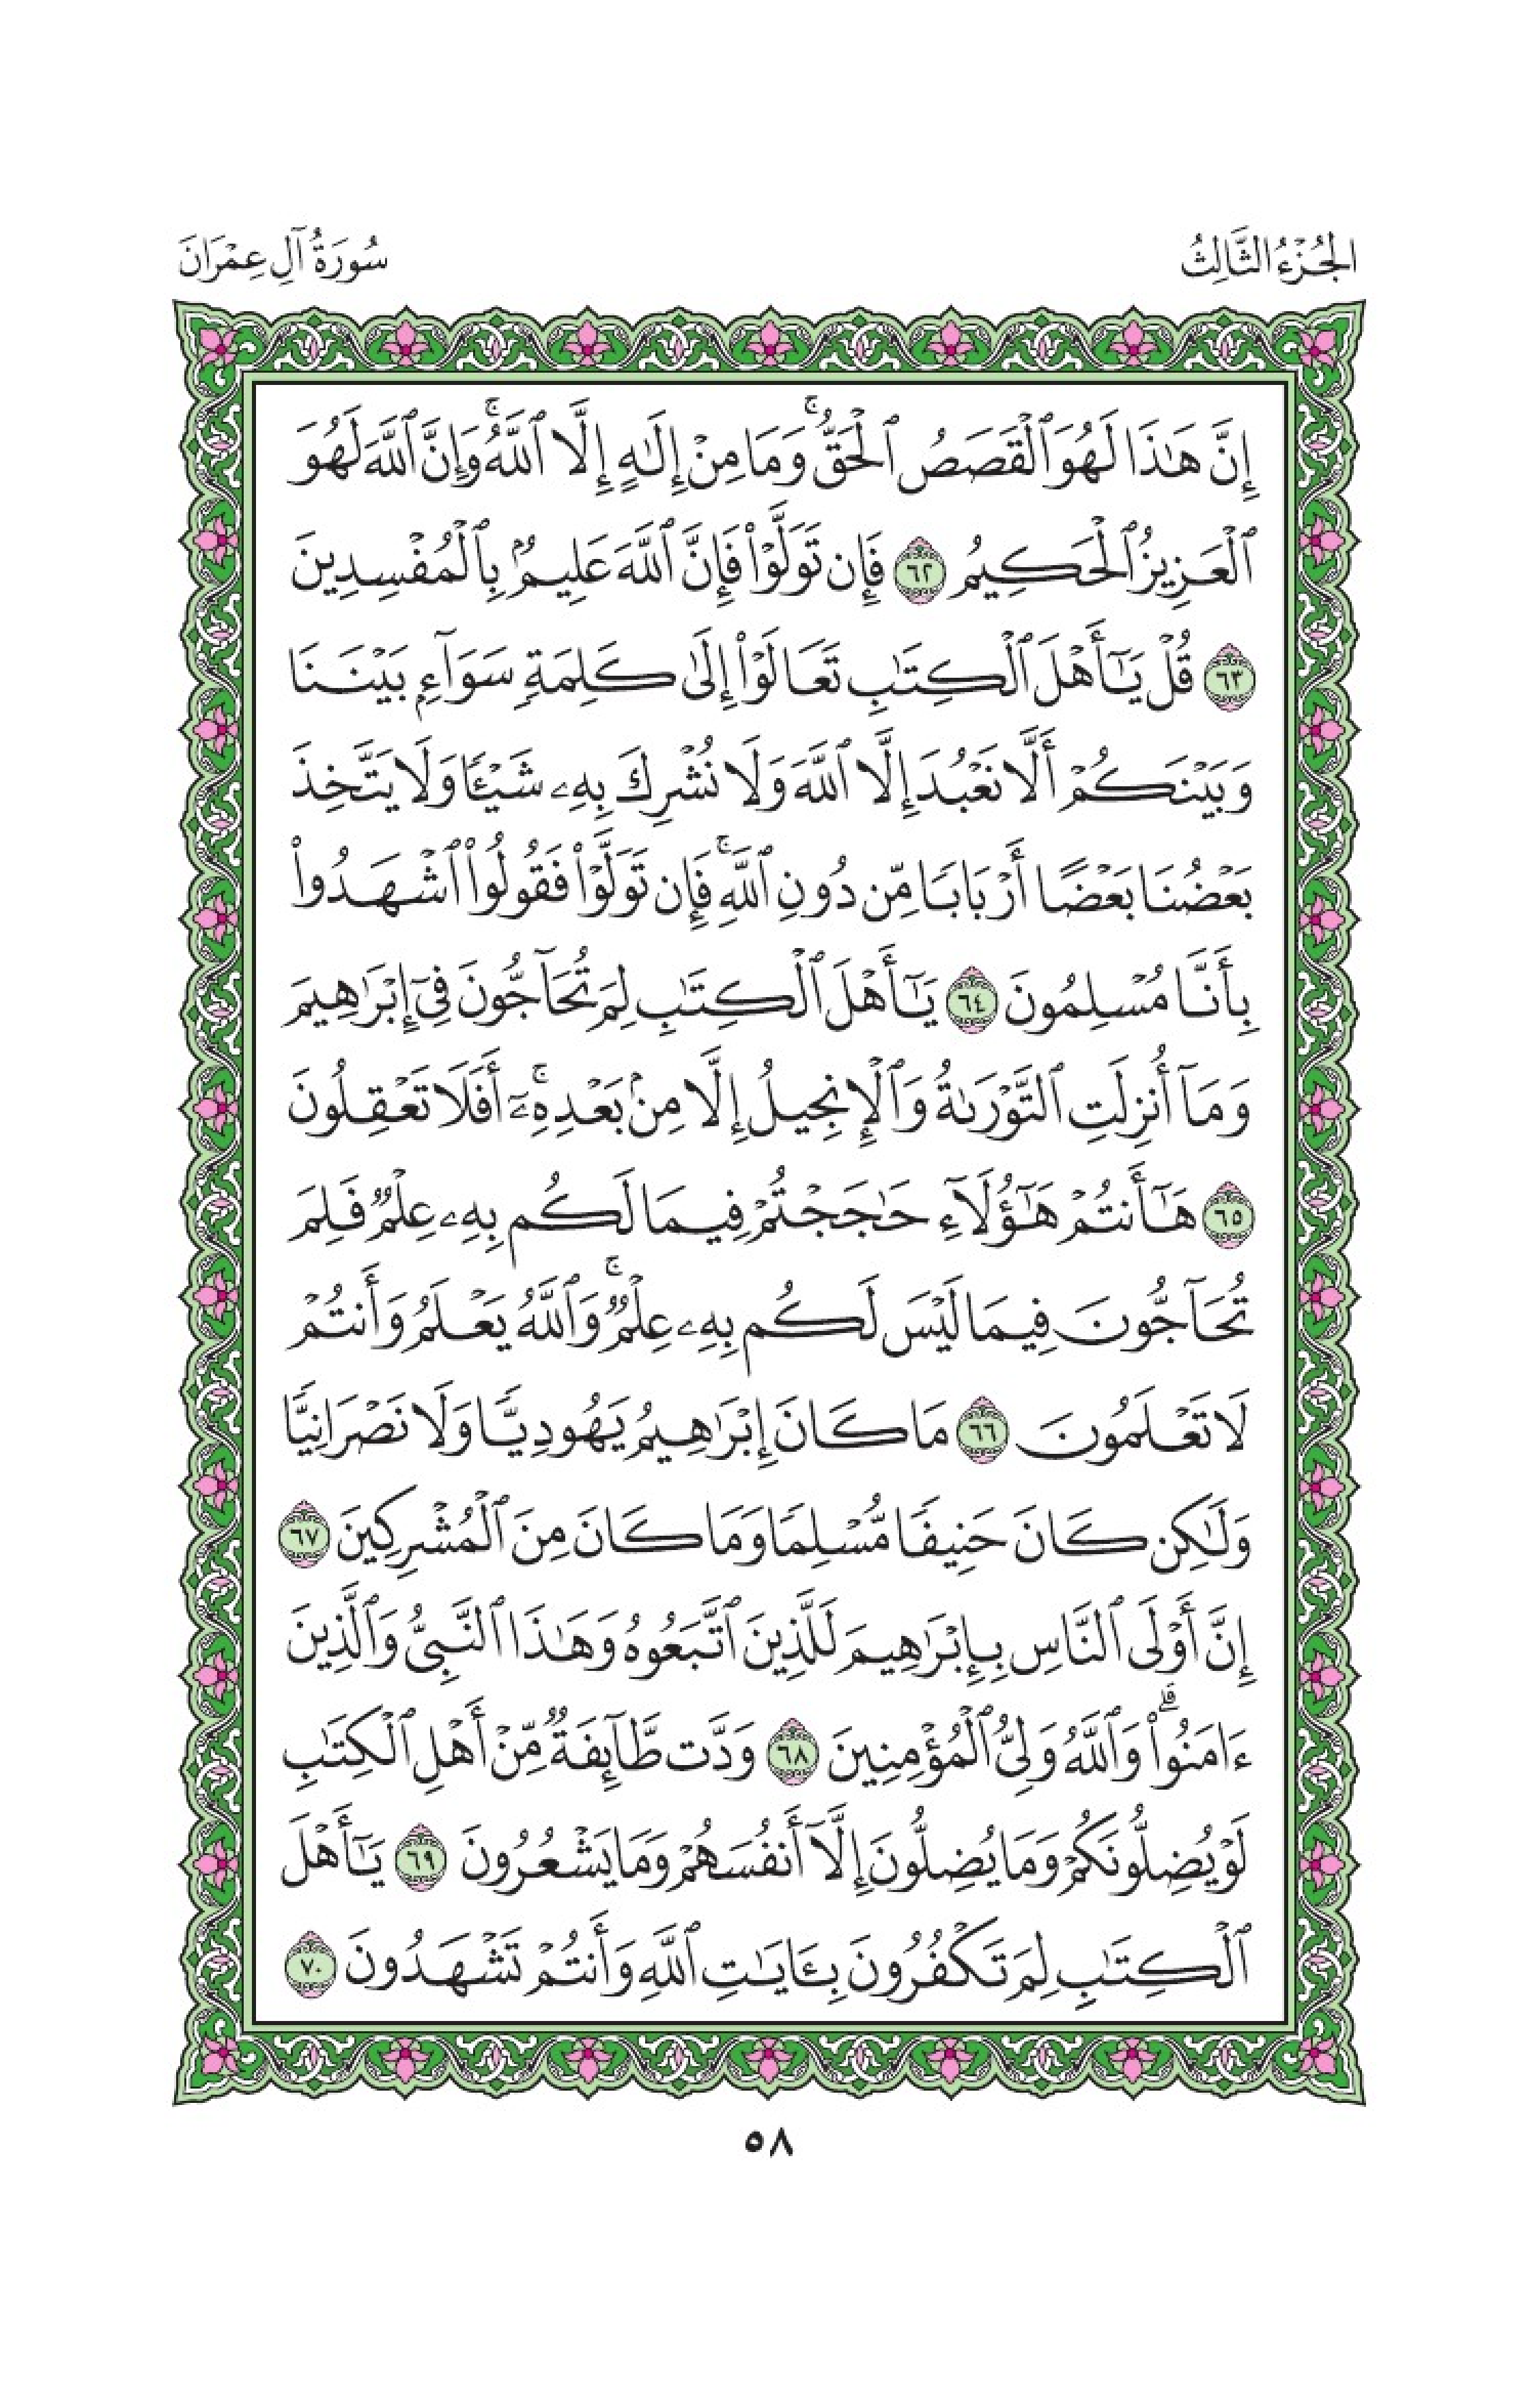 الجُزْءُ الثَّالِثُ
سُورَةُ آلِ عِمْرَانَ
إِنَّ هَٰذَا لَهُوَ ٱلْقَصَصُ ٱلْحَقُّۚ وَمَا مِنْ إِلَٰهٍ إِلَّا ٱللَّهُۚ وَإِنَّ ٱللَّهَ لَهُوَ
ٱلْعَزِيزُ ٱلْحَكِيمُ ٦٢ فَإِن تَوَلَّوْا۟ فَإِنَّ ٱللَّهَ عَلِيمٌۢ بِٱلْمُفْسِدِينَ
٦٣ قُلْ يَٰٓأَهْلَ ٱلْكِتَٰبِ تَعَالَوْا۟ إِلَىٰ كَلِمَةٍ سَوَآءٍۭ بَيْنَنَا
وَبَيْنَكُمْ أَلَّا نَعْبُدَ إِلَّا ٱللَّهَ وَلَا نُشْرِكَ بِهِۦ شَيْـًٔا وَلَا يَتَّخِذَ
بَعْضُنَا بَعْضًا أَرْبَابًا مِّن دُونِ ٱللَّهِۚ فَإِن تَوَلَّوْا۟ فَقُولُوا۟ ٱشْهَدُوا۟
بِأَنَّا مُسْلِمُونَ ٦٤ يَٰٓأَهْلَ ٱلْكِتَٰبِ لِمَ تُحَآجُّونَ فِىٓ إِبْرَٰهِيمَ
وَمَآ أُنزِلَتِ ٱلتَّوْرَىٰةُ وَٱلْإِنجِيلُ إِلَّا مِنۢ بَعْدِهِۦٓۚ أَفَلَا تَعْقِلُونَ
٦٥ هَٰٓأَنتُمْ هَٰٓؤُلَآءِ حَٰجَجْتُمْ فِيمَا لَكُم بِهِۦ عِلْمٌ فَلِمَ
تُحَآجُّونَ فِيمَا لَيْسَ لَكُم بِهِۦ عِلْمٌۚ وَٱللَّهُ يَعْلَمُ وَأَنتُمْ
لَا تَعْلَمُونَ ٦٦ مَا كَانَ إِبْرَٰهِيمُ يَهُودِيًّا وَلَا نَصْرَانِيًّا
وَلَٰكِن كَانَ حَنِيفًا مُّسْلِمًا وَمَا كَانَ مِنَ ٱلْمُشْرِكِينَ ٦٧
إِنَّ أَوْلَى ٱلنَّاسِ بِإِبْرَٰهِيمَ لَلَّذِينَ ٱتَّبَعُوهُ وَهَٰذَا ٱلنَّبِىُّ وَٱلَّذِينَ
ءَامَنُوا۟ۗ وَٱللَّهُ وَلِىُّ ٱلْمُؤْمِنِينَ ٦٨ وَدَّت طَّآئِفَةٌ مِّنْ أَهْلِ ٱلْكِتَٰبِ
لَوْ يُضِلُّونَكُمْ وَمَا يُضِلُّونَ إِلَّآ أَنفُسَهُمْ وَمَا يَشْعُرُونَ ٦٩ يَٰٓأَهْلَ
ٱلْكِتَٰبِ لِمَ تَكْفُرُونَ بِـَٔايَٰتِ ٱللَّهِ وَأَنتُمْ تَشْهَدُونَ ٧٠
٥٨